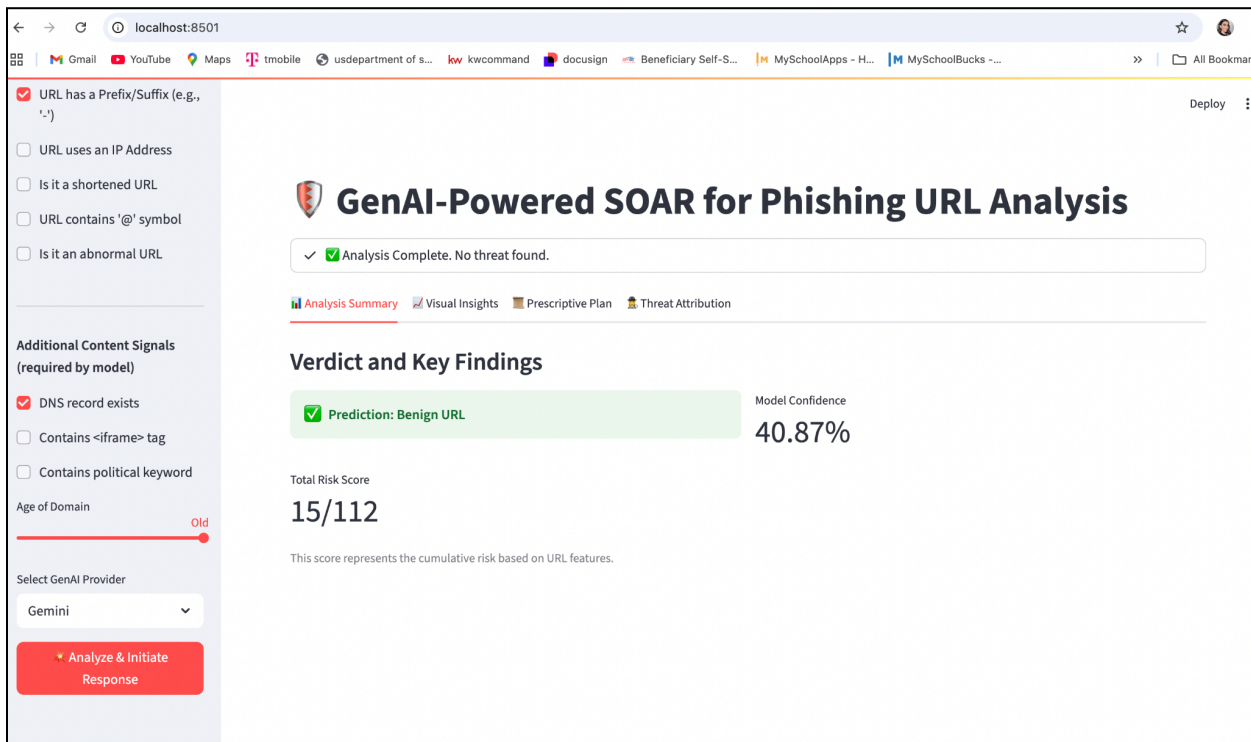 localhost:8501
Gmail
YouTube
Maps
tmobile
usdepartment of s...
kw kwcommand
docusign
Beneficiary Self-S...
MySchoolApps - H...
MySchoolBucks -...
»
All Bookmar
URL has a Prefix/Suffix (e.g.,
'-')
URL uses an IP Address
Is it a shortened URL
URL contains '@' symbol
Is it an abnormal URL
Additional Content Signals
(required by model)
DNS record exists
Contains <iframe> tag
Contains political keyword
Age of Domain
Old
Select GenAI Provider
Gemini
Analyze & Initiate
Response
Deploy
GenAI-Powered SOAR for Phishing URL Analysis
Analysis Complete. No threat found.
Analysis Summary
Visual Insights
Prescriptive Plan
Threat Attribution
Verdict and Key Findings
Prediction: Benign URL
Model Confidence
40.87%
Total Risk Score
15/112
This score represents the cumulative risk based on URL features.